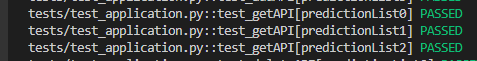 tests/test_application.py::test_getAPI[predictionList0] PASSED
tests/test_application.py::test_getAPI[predictionList1] PASSED
tests/test_application.py::test_getAPI[predictionList2] PASSED